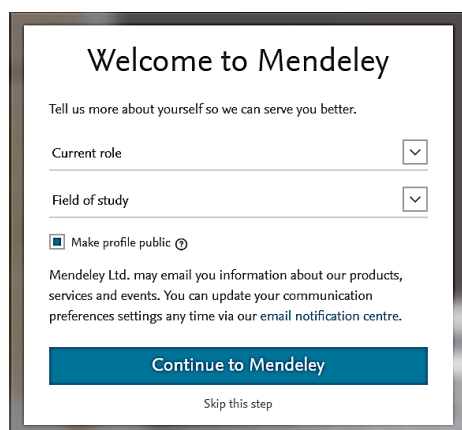 Welcome to Mendeley
Tell us more about yourself so we can serve you better.
Current role
Field of study
Make profile public ?
Mendeley Ltd. may email you information about our products,
services and events. You can update your communication
preferences settings any time via our email notification centre.
Continue to Mendeley
Skip this step